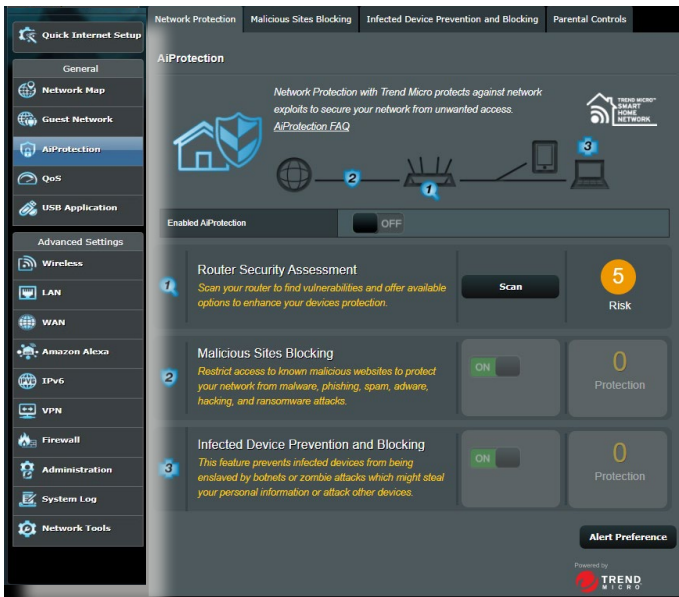 Quick Internet Setup
General
Network Map
Guest Network
AiProtection
QoS
USB Application
Advanced Settings
Wireless
LAN
WAN
Amazon Alexa
IPv6
VPN
Firewall
Administration
System Log
Network Tools
Network Protection
Malicious Sites Blocking
Infected Device Prevention and Blocking
Parental Controls
AiProtection
Network Protection with Trend Micro protects against network
exploits to secure your network from unwanted access.
AiProtection FAQ
TREND MICRO™
SMART
HOME
NETWORK
3
2
1
Enabled AiProtection
OFF
1
Router Security Assessment
Scan your router to find vulnerabilities and offer available
options to enhance your devices protection.
Scan
5
Risk
2
Malicious Sites Blocking
Restrict access to known malicious websites to protect
your network from malware, phishing, spam, adware,
hacking, and ransomware attacks.
ON
0
Protection
3
Infected Device Prevention and Blocking
This feature prevents infected devices from being
enslaved by botnets or zombie attacks which might steal
your personal information or attack other devices.
ON
0
Protection
Alert Preference
Powered by
TREND
MICRO